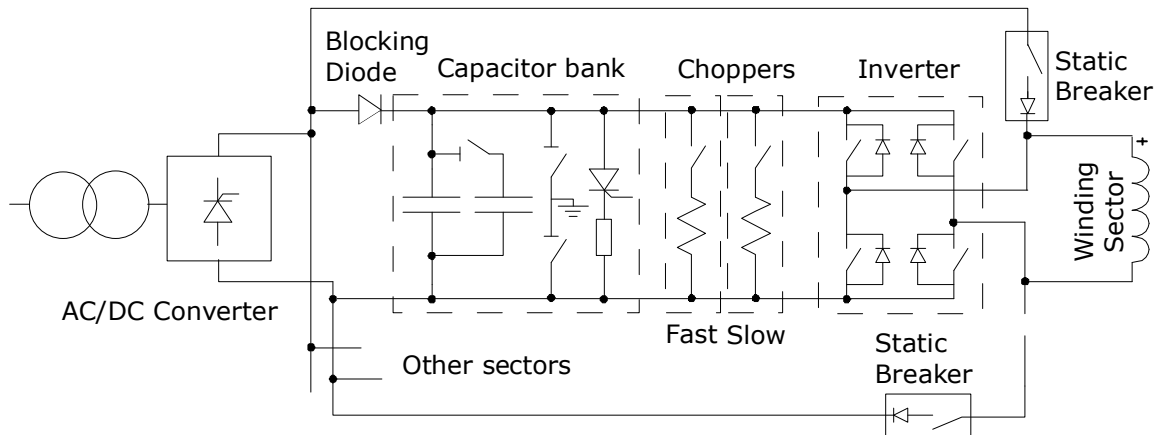 Blocking
Diode
Capacitor bank
Choppers
Inverter
Static
Breaker
+
Winding
Sector
AC/DC Converter
Fast Slow
Other sectors
Static
Breaker